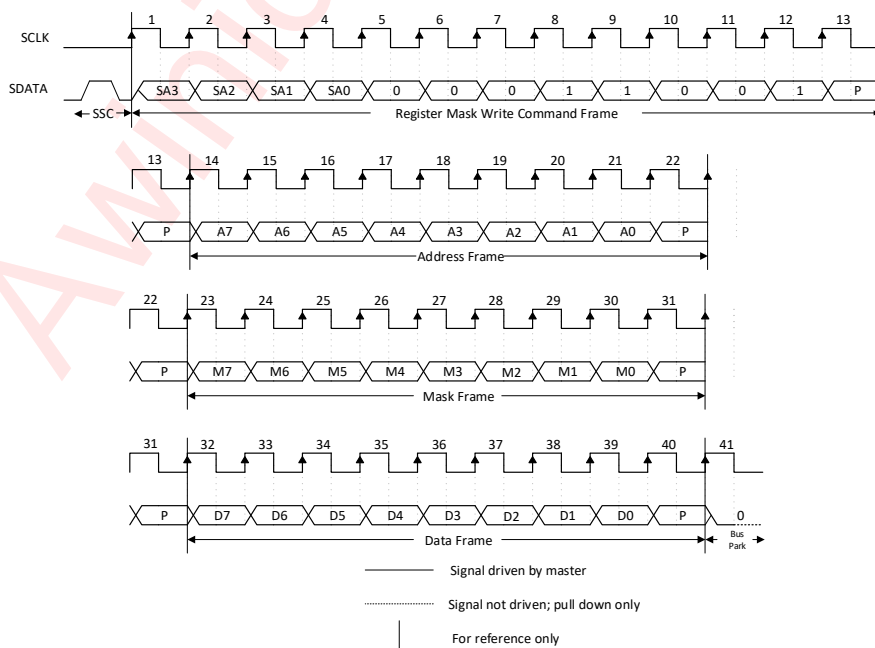 1 2 3 4 5 6 7 8 9 10 11 12 13
SCLK
SDATA SA3 SA2 SA1 SA0 0 0 0 1 1 0 0 1 P
SSC Register Mask Write Command Frame
13 14 15 16 17 18 19 20 21 22
P A7 A6 A5 A4 A3 A2 A1 A0 P
Address Frame
22 23 24 25 26 27 28 29 30 31
P M7 M6 M5 M4 M3 M2 M1 M0 P
Mask Frame
31 32 33 34 35 36 37 38 39 40 41
P D7 D6 D5 D4 D3 D2 D1 D0 P 0
Data Frame
Bus
Park
Signal driven by master
Signal not driven; pull down only
For reference only
Awinic